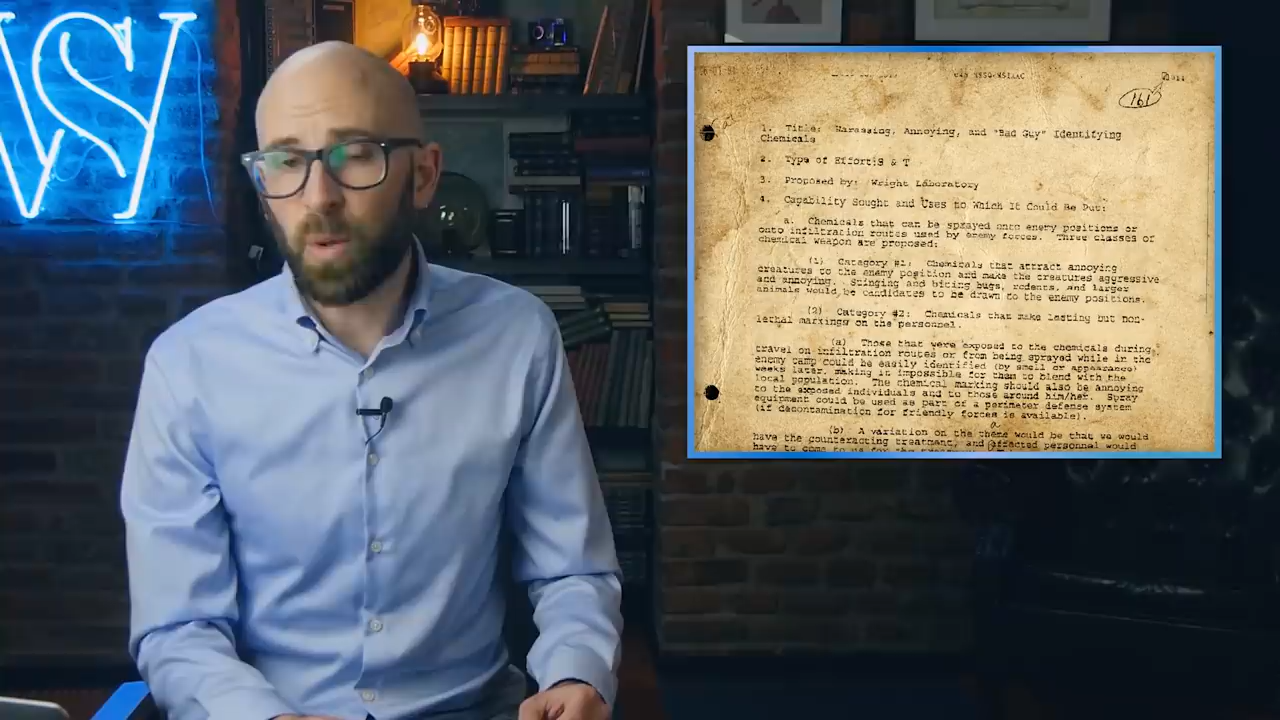 SW
161
1. Title: Harassing, Annoying, and "Bad Guy" Identifying
Chemicals
2. Type of Effort: S & T
3. Proposed by: Wright Laboratory
4. Capability Sought and Uses to Which It Could Be Put:
a. Chemicals that can be sprayed onto enemy positions or
onto infiltration routes used by enemy forces. Three classes of
chemical weapon are proposed:
(1) Catagory #1: Chemicals that attract annoying
creatures to the enemy position and make the creatures aggressive
and annoying. Stinging and biting bugs, rodents, and larger
animals would be candidates to be drawn to the enemy positions.
(2) Category #2: Chemicals that make lasting but non-
lethal markings on the personnel.
(a) Those that were exposed to the chemicals during
travel on infiltration routes or from being sprayed while in the
enemy camp could be easily identified (by smell or appearance)
weeks later, making it impossible for them to blend with the
local population. The chemical marking should also be annoying
to the exposed individuals and to those around him/her. Spray
equipment could be used as part of a perimeter defense system
(if decontamination for friendly forces is available).
(b) A variation on the theme would be that we would
have the counteracting treatment, and affected personnel would
have to come to us for the